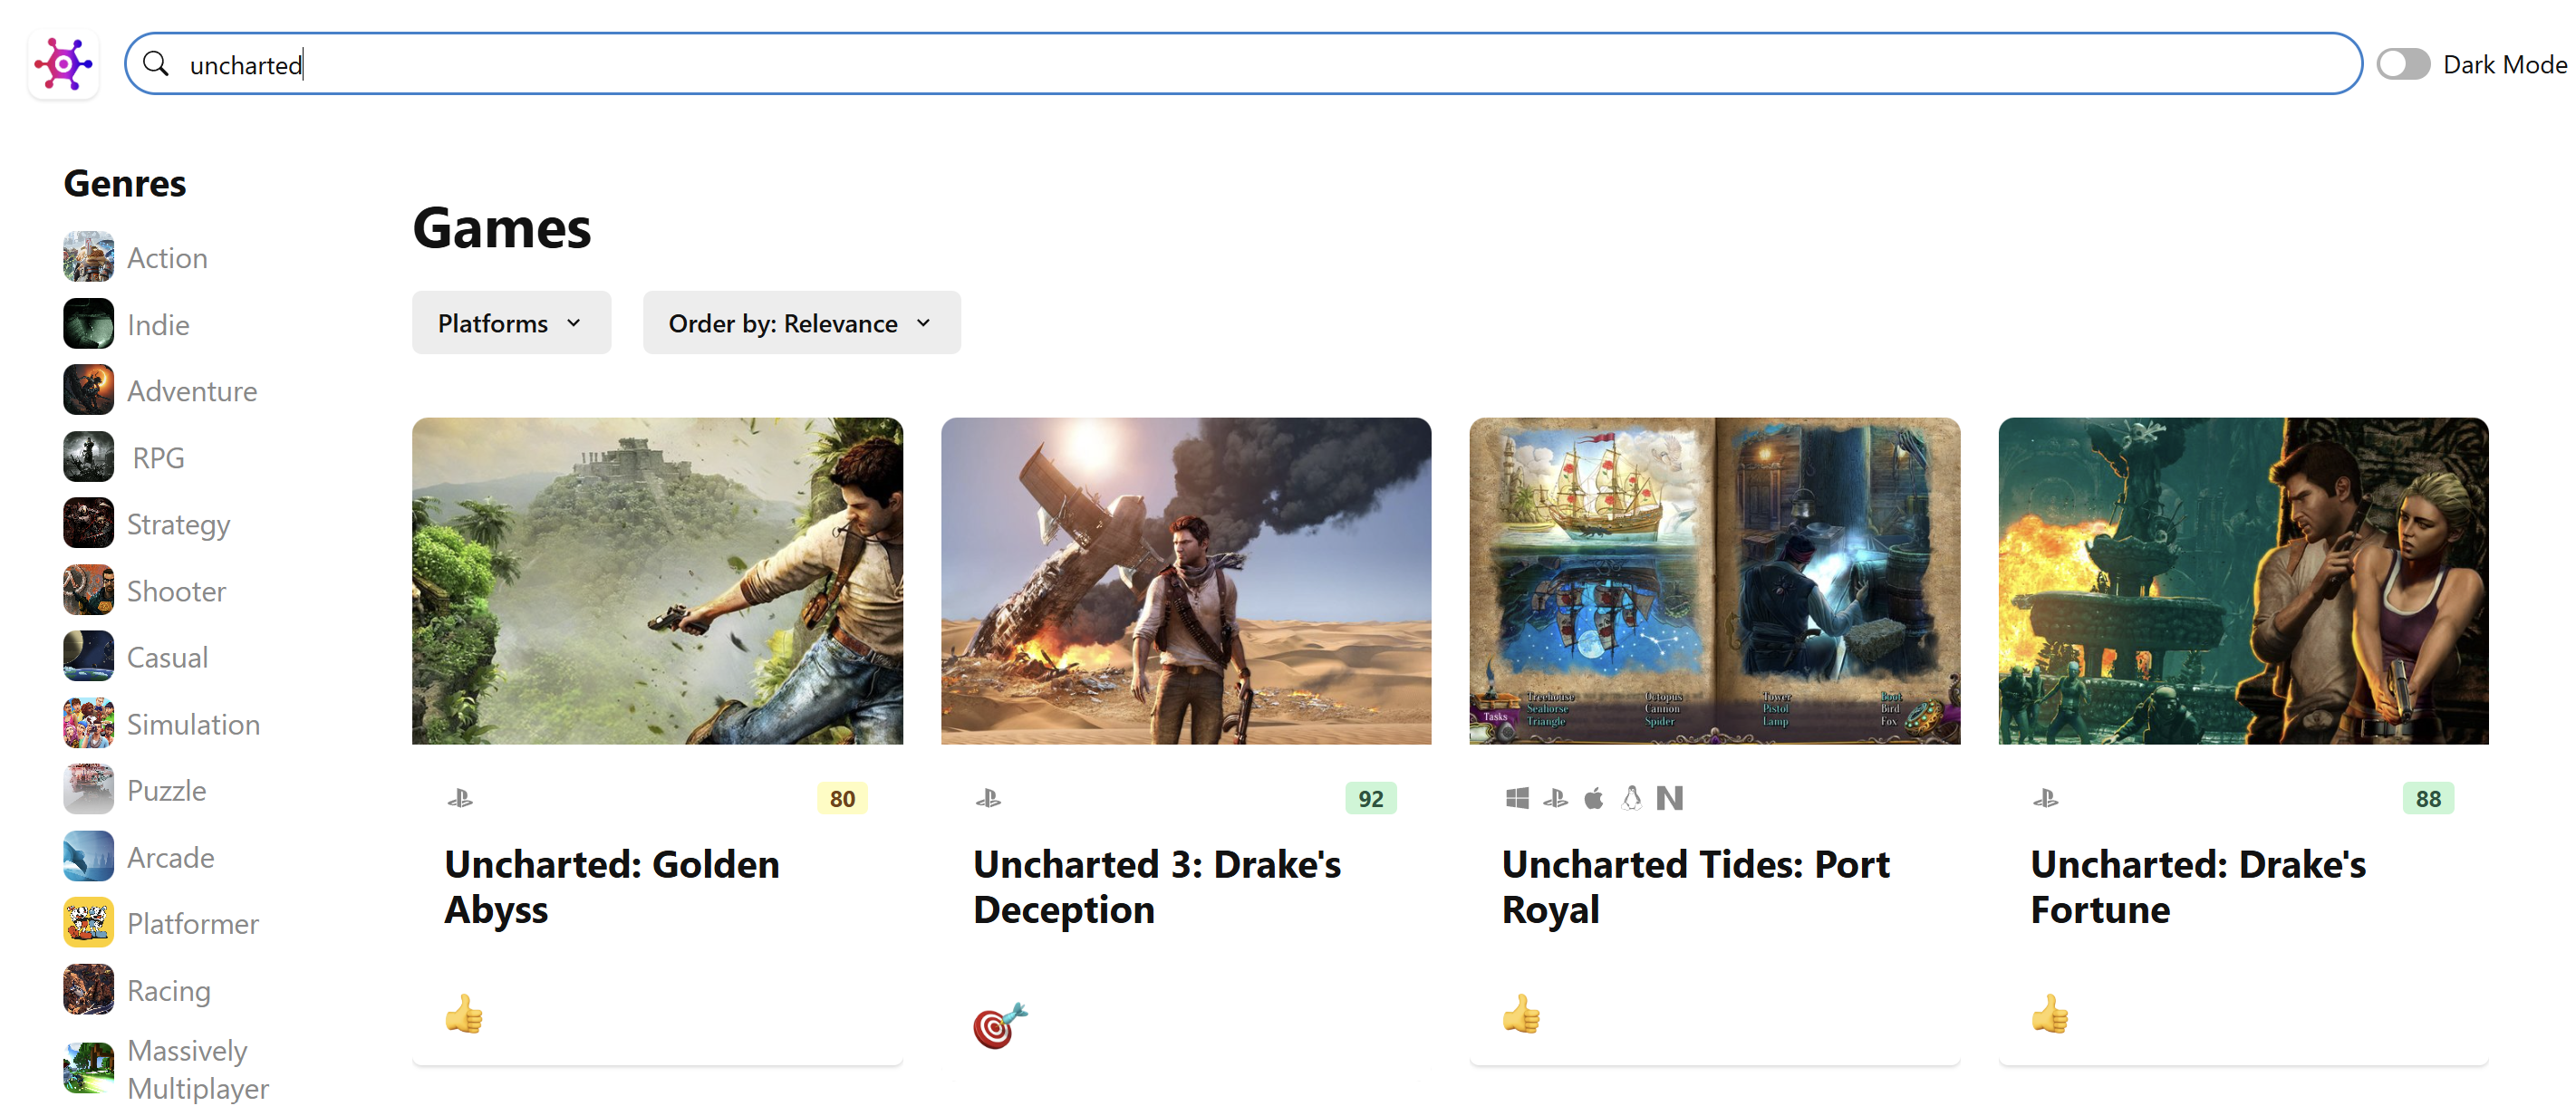 uncharted
Dark Mode
Genres
Action
Indie
Adventure
RPG
Strategy
Shooter
Casual
Simulation
Puzzle
Arcade
Platformer
Racing
Massively
Multiplayer
Games
Platforms
Order by: Relevance
Treehouse
Seahorse
Triangle
Octopus
Cannon
Spider
Tower
Pistol
Lamp
Boot
Bird
Fox
Tasks
80
Uncharted: Golden
Abyss
92
Uncharted 3: Drake's
Deception
Uncharted Tides: Port
Royal
88
Uncharted: Drake's
Fortune